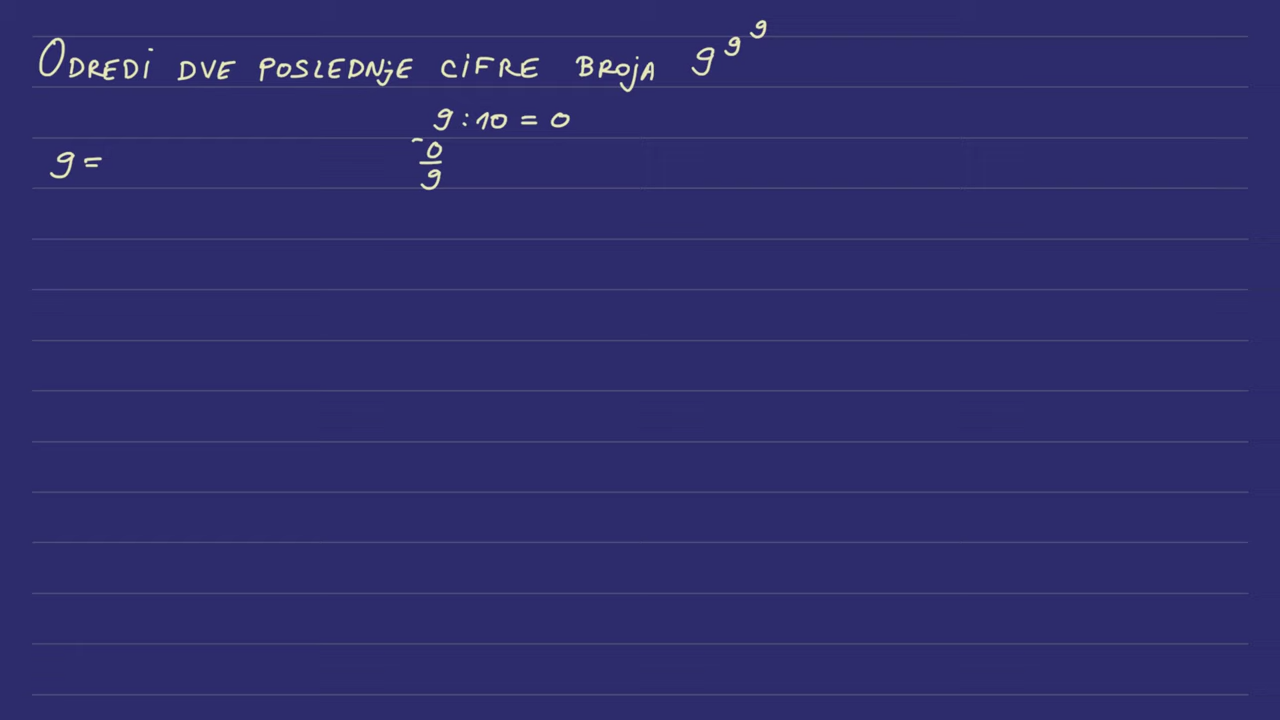 ODREDi DVE POSLEDNjE CiFRE BROjA 9^9^9
9 : 10 = 0
9 =
-0
9